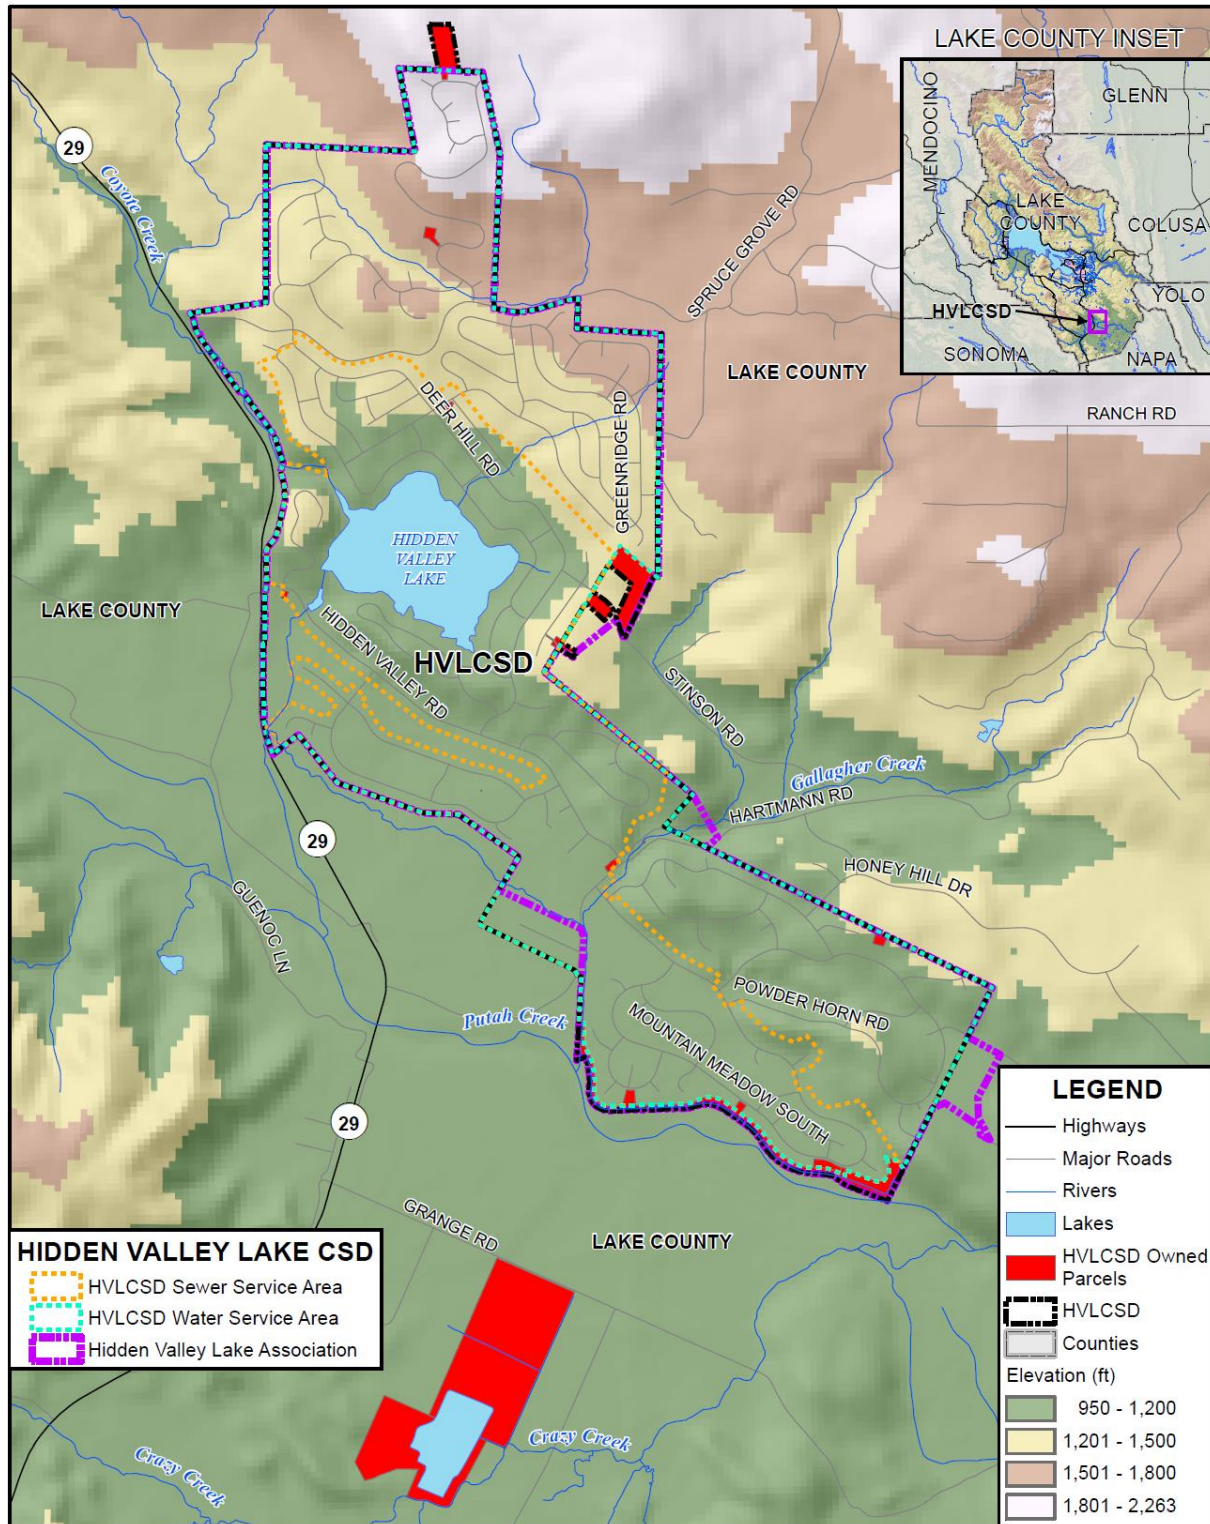 LAKE COUNTY INSET
MENDOCINO
GLENN
LAKE
COUNTY
COLUSA
YOLO
HVLCSD
SONOMA
NAPA
29
Coyote Creek
SPRUCE GROVE RD
LAKE COUNTY
RANCH RD
DEER HILL RD
GREENRIDGE RD
HIDDEN
VALLEY
LAKE
LAKE COUNTY
HIDDEN VALLEY RD
HVLCSD
STINSON RD
Gallagher Creek
HARTMANN RD
29
HONEY HILL DR
GUENOC LN
POWDER HORN RD
Putah Creek
MOUNTAIN MEADOW SOUTH
29
GRANGE RD
LAKE COUNTY
Crazy Creek
Crazy Creek
HIDDEN VALLEY LAKE CSD
HVLCSD Sewer Service Area
HVLCSD Water Service Area
Hidden Valley Lake Association
LEGEND
Highways
Major Roads
Rivers
Lakes
HVLCSD Owned
Parcels
HVLCSD
Counties
Elevation (ft)
950 - 1,200
1,201 - 1,500
1,501 - 1,800
1,801 - 2,263